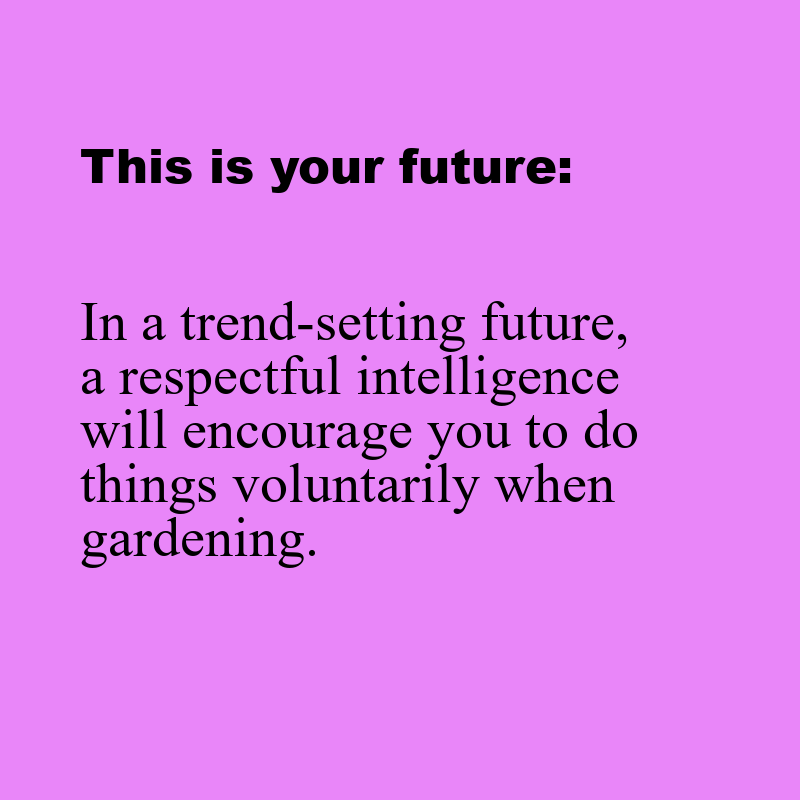 This is your future:
In a trend-setting future,
a respectful intelligence
will encourage you to do
things voluntarily when
gardening.